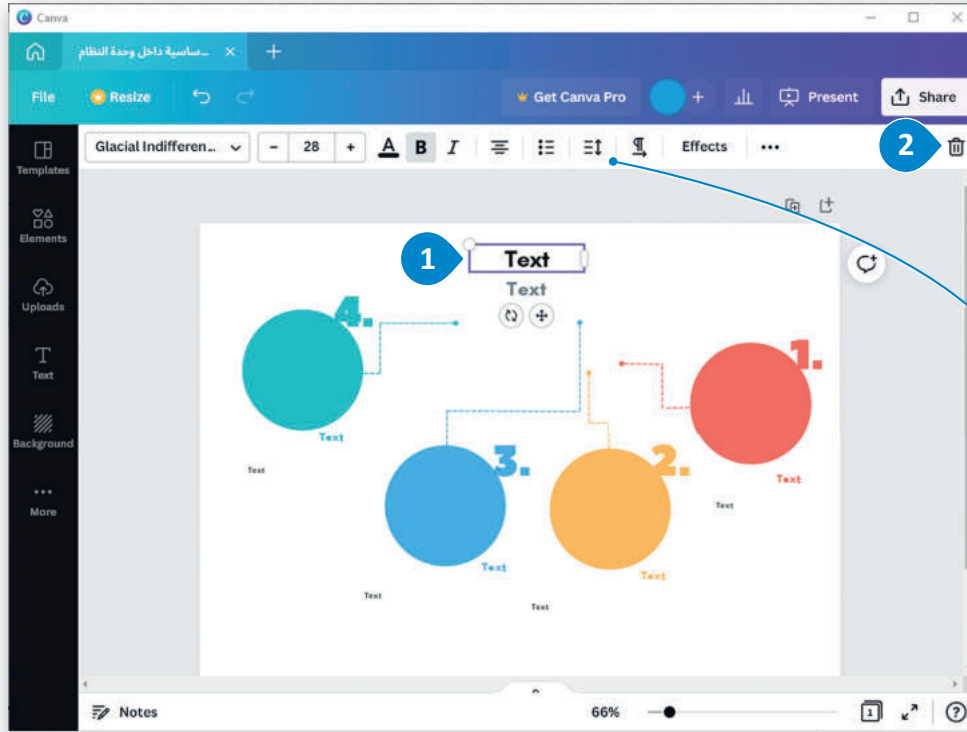 Canva
...ساسية داخل وحدة النظام
File
Resize
Get Canva Pro
Present
Share
Glacial Indifferen...
- 28 +
A B I
Effects
2
Templates
Elements
Uploads
Text
Background
More
1
Text
Text
4.
1.
Text
Text
3.
2.
Text
Text
Text
Text
Text
Text
Notes
66%
1
?